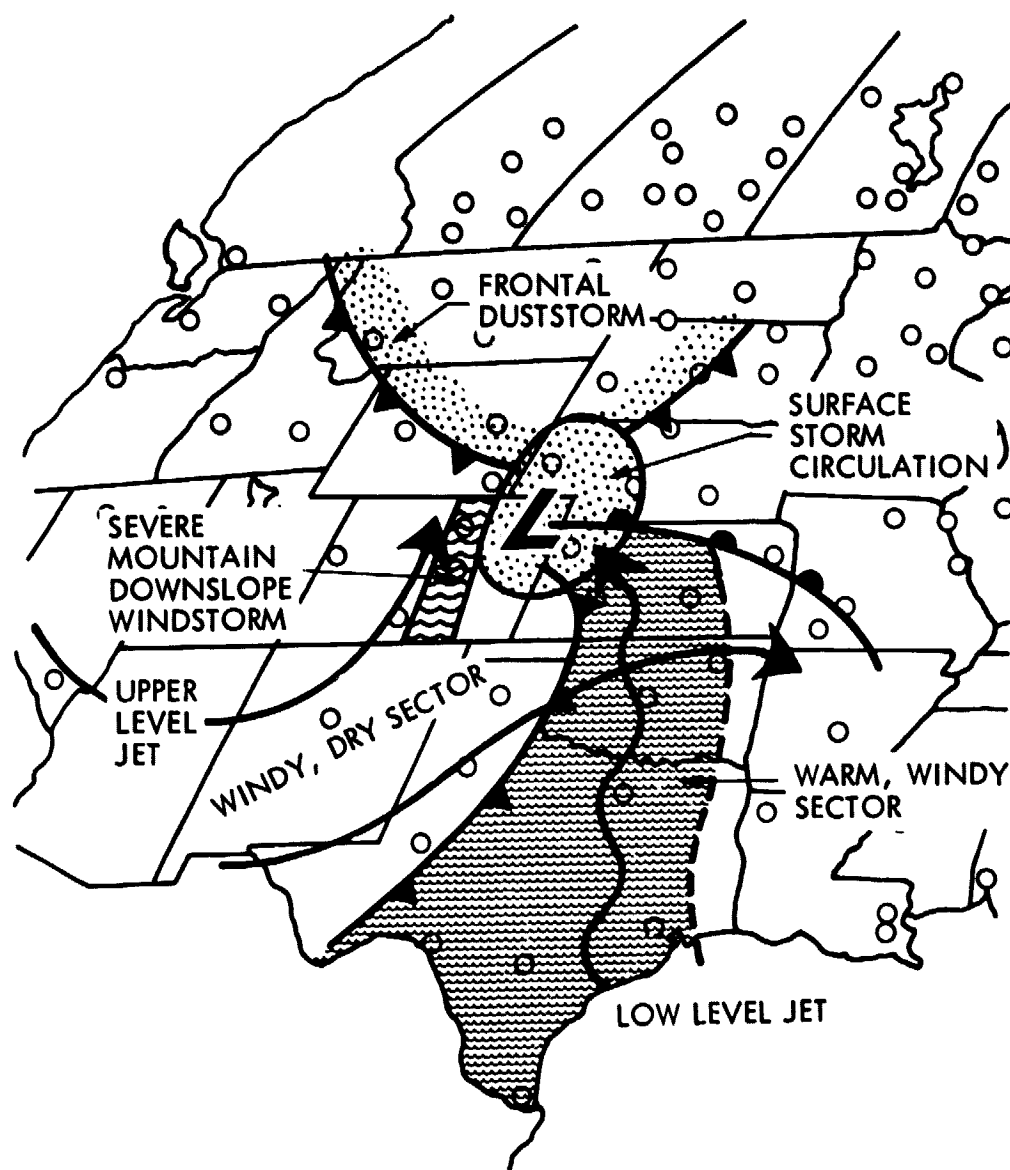 FRONTAL
DUSTSTORM
SURFACE
STORM
CIRCULATION
L
SEVERE
MOUNTAIN
DOWNSLOPE
WINDSTORM
UPPER
LEVEL
JET
WINDY, DRY SECTOR
WARM, WINDY
SECTOR
LOW LEVEL JET